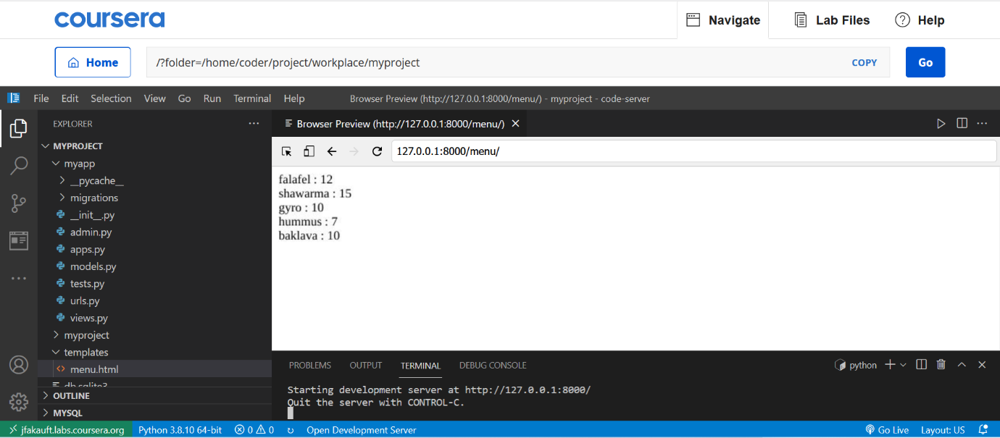 coursera
Navigate
Lab Files
Help
Home
/?folder=/home/coder/project/workplace/myproject
COPY
Go
File Edit Selection View Go Run Terminal Help
Browser Preview (http://127.0.0.1:8000/menu/) - myproject - code-server
EXPLORER
MYPROJECT
myapp
__pycache__
migrations
__init__.py
admin.py
apps.py
models.py
tests.py
urls.py
views.py
myproject
templates
menu.html
db.sqlite3
OUTLINE
MYSQL
Browser Preview (http://127.0.0.1:8000/menu/)
127.0.0.1:8000/menu/
falafel : 12
shawarma : 15
gyro : 10
hummus : 7
baklava : 10
PROBLEMS OUTPUT TERMINAL DEBUG CONSOLE
python
Starting development server at http://127.0.0.1:8000/
Quit the server with CONTROL-C.
jfakauft.labs.coursera.org Python 3.8.10 64-bit 0 0 Open Development Server Go Live Layout: US